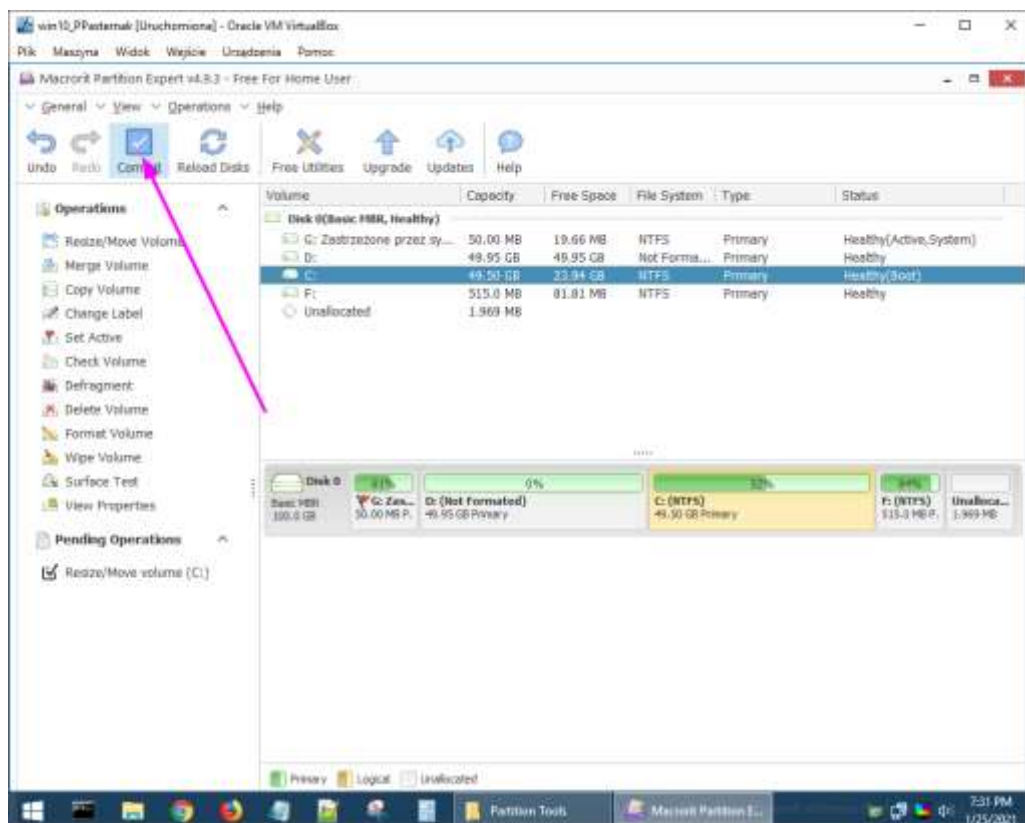 win10_PPasternak [Uruchomiona] - Oracle VM VirtualBox
Plik Maszyna Widok Wejście Urządzenia Pomoc
Macrorit Partition Expert v4.9.3 - Free For Home User
General View Operations Help
Undo Redo Commit Reload Disks Free Utilities Upgrade Updates Help
Volume Capacity Free Space File System Type Status
Operations
Disk 0(Basic MBR, Healthy)
G: Zastrzeżone przez sy... 50.00 MB 19.66 MB NTFS Primary Healthy(Active,System)
D: 49.95 GB 49.95 GB Not Forma... Primary Healthy
C: 49.50 GB 23.94 GB NTFS Primary Healthy(Boot)
F: 515.0 MB 81.81 MB NTFS Primary Healthy
Unallocated 1.969 MB
Resize/Move Volume
Merge Volume
Copy Volume
Change Label
Set Active
Check Volume
Defragment
Delete Volume
Format Volume
Wipe Volume
Surface Test
View Properties
Pending Operations
Resize/Move volume (C:)
Disk 0
Basic MBR
100.0 GB
G: Zas...
50.00 MB P.
0%
D: (Not Formated)
49.95 GB Primary
52%
C: (NTFS)
49.50 GB Primary
84%
F: (NTFS)
515.0 MB P.
Unalloca...
1.969 MB
Primary Logical Unallocated
Partition Tools
Macrorit Partition E...
7:31 PM
1/25/2021